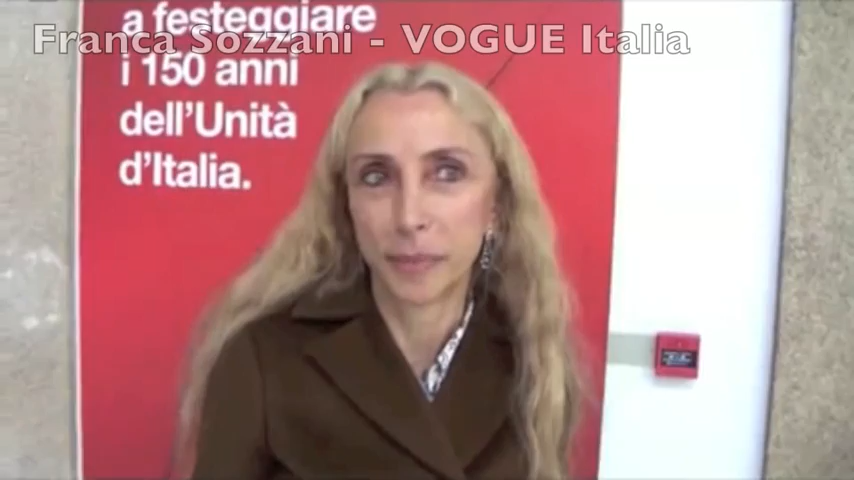 a festeggiare
Franca Sozzani - VOGUE Italia
i 150 anni
dell'Unità
d'Italia.